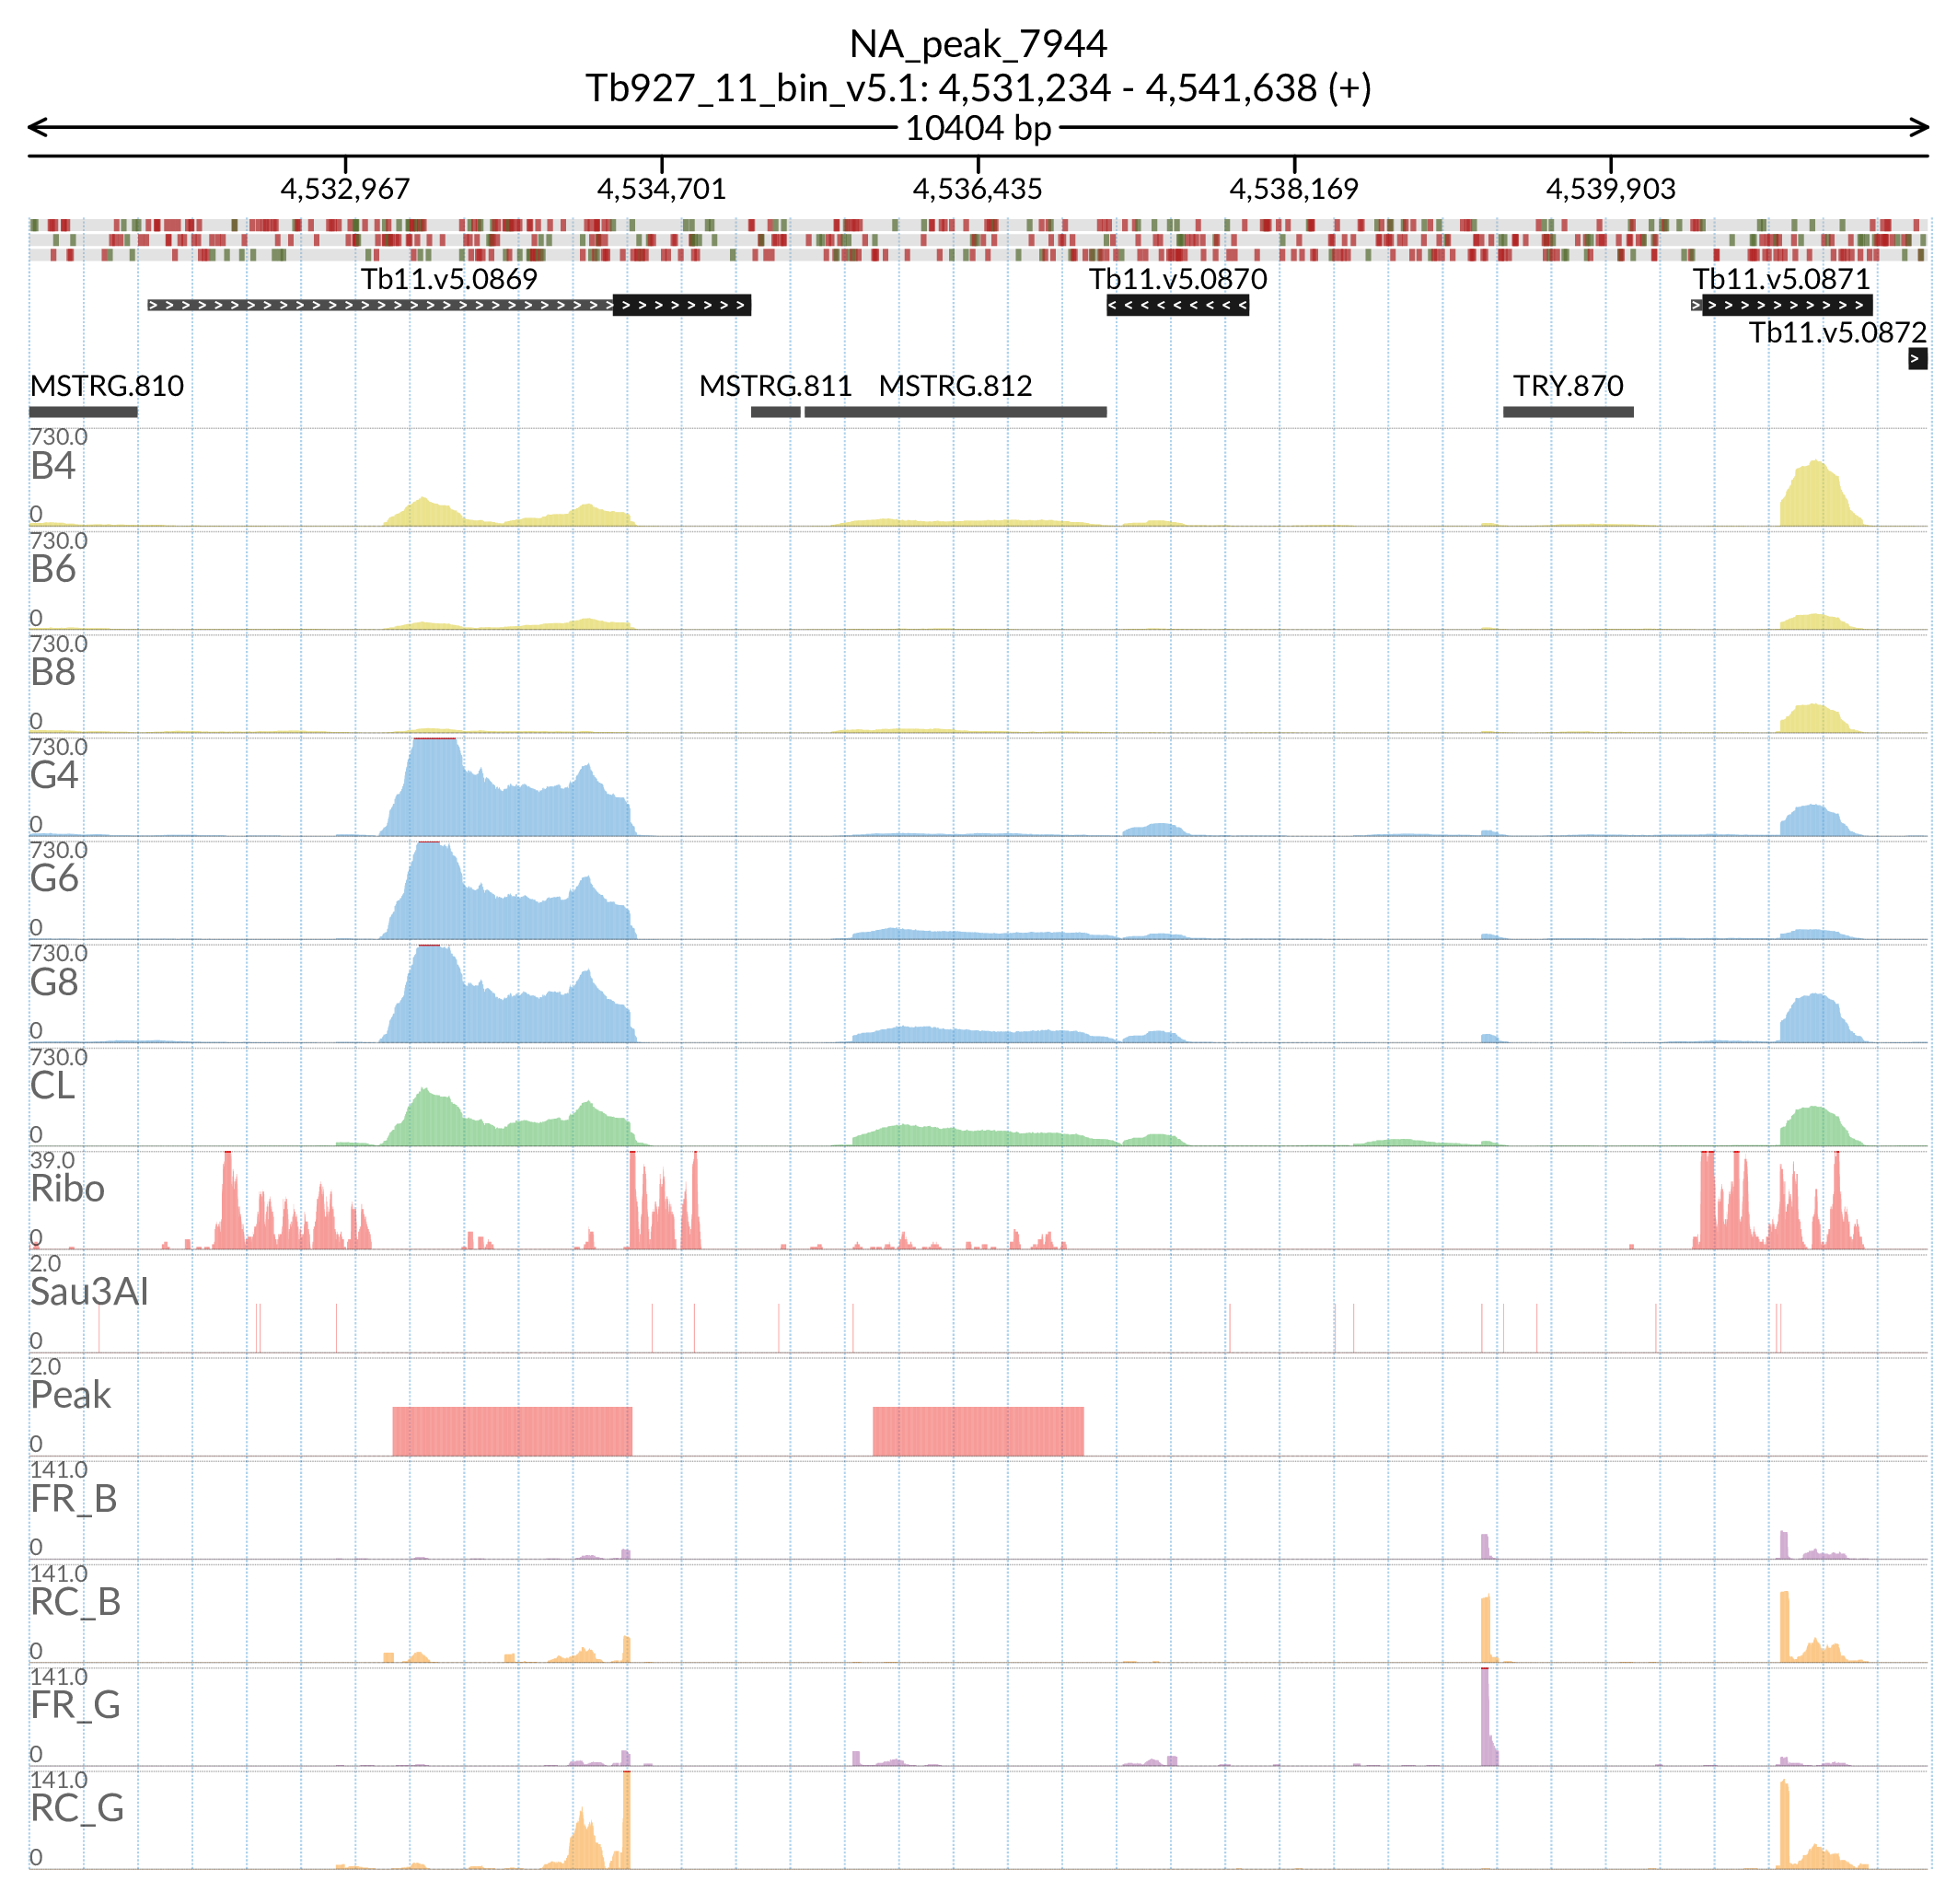 NA_peak_7944
Tb927_11_bin_v5.1: 4,531,234 - 4,541,638 (+)
10404 bp
4,532,967 4,534,701 4,536,435 4,538,169 4,539,903
Tb11.v5.0869 Tb11.v5.0870 Tb11.v5.0871
Tb11.v5.0872
MSTRG.810 MSTRG.811 MSTRG.812 TRY.870
730.0
B4
0
730.0
B6
0
730.0
B8
0
730.0
G4
0
730.0
G6
0
730.0
G8
0
730.0
CL
0
39.0
Ribo
0
2.0
Sau3AI
0
2.0
Peak
0
141.0
FR_B
0
141.0
RC_B
0
141.0
FR_G
0
141.0
RC_G
0